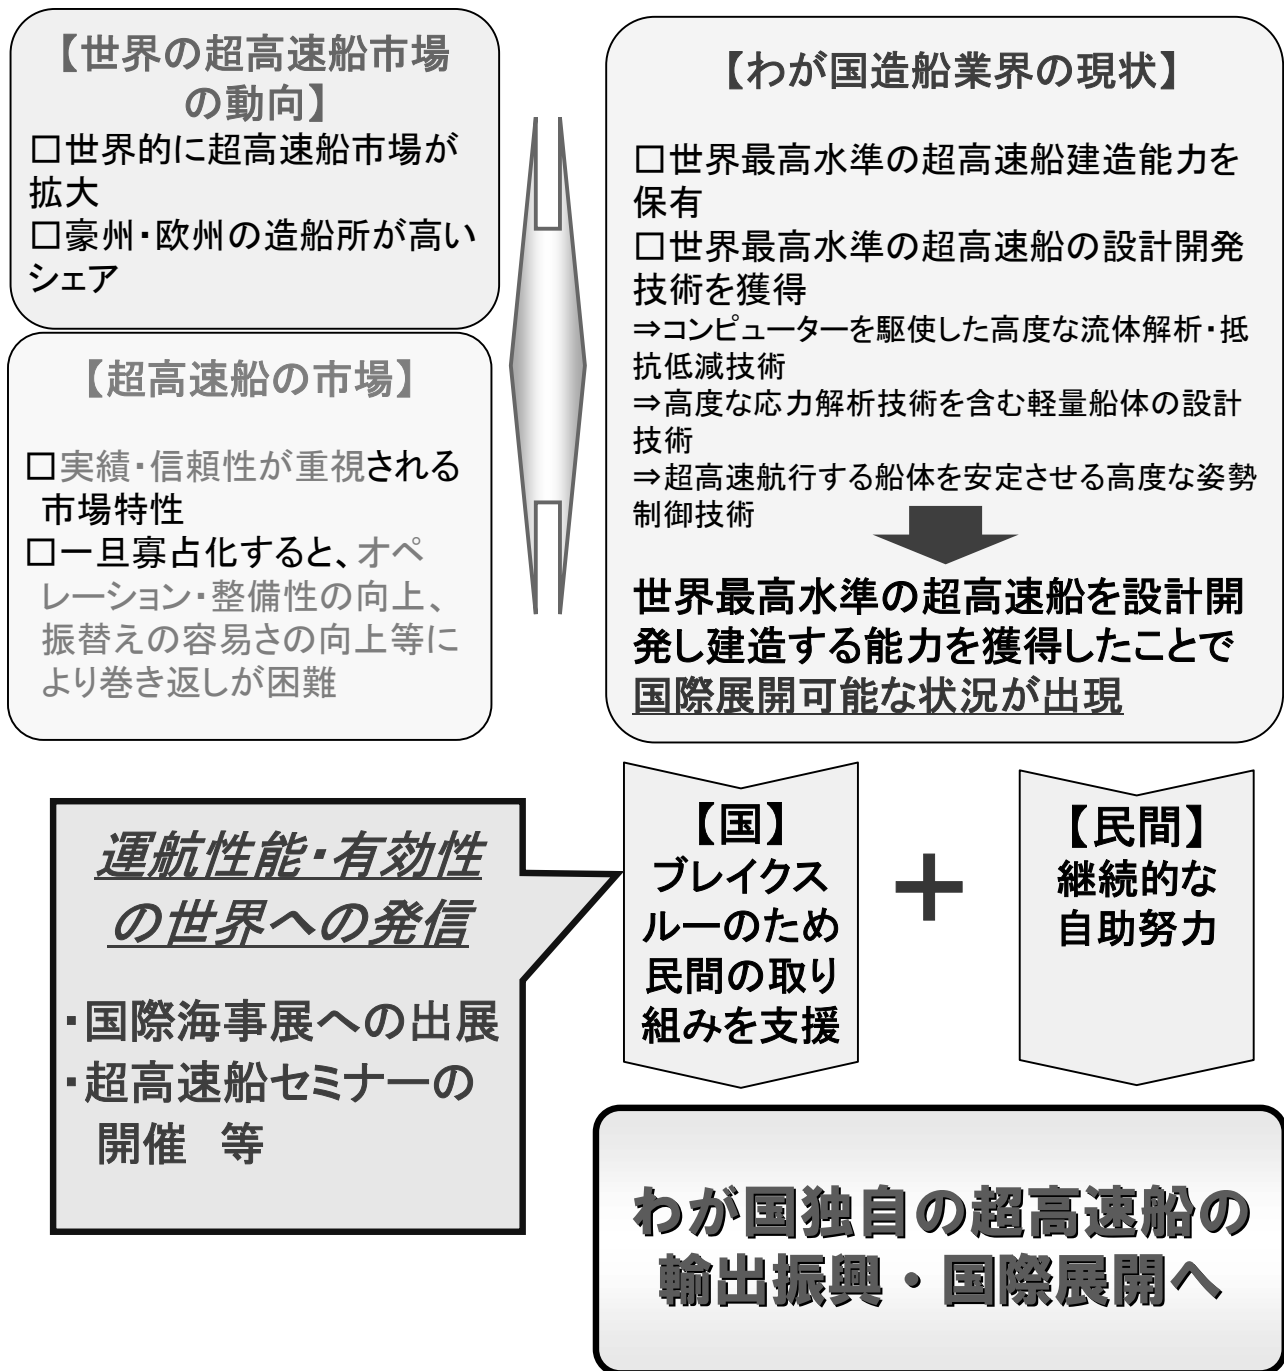 【世界の超高速船市場
の動向】
□世界的に超高速船市場が
拡大
□豪州・欧州の造船所が高い
シェア
【超高速船の市場】
□実績・信頼性が重視される
市場特性
□一旦寡占化すると、オペ
レーション・整備性の向上、
振替えの容易さの向上等に
より巻き返しが困難
【わが国造船業界の現状】
□世界最高水準の超高速船建造能力を
保有
□世界最高水準の超高速船の設計開発
技術を獲得
⇒コンピューターを駆使した高度な流体解析・抵
抗低減技術
⇒高度な応力解析技術を含む軽量船体の設計
技術
⇒超高速航行する船体を安定させる高度な姿勢
制御技術
世界最高水準の超高速船を設計開
発し建造する能力を獲得したことで
国際展開可能な状況が出現
運航性能・有効性
の世界への発信
・国際海事展への出展
・超高速船セミナーの
開催　等
【国】
ブレイクス
ルーのため
民間の取り
組みを支援
＋
【民間】
継続的な
自助努力
わが国独自の超高速船の
輸出振興・国際展開へ